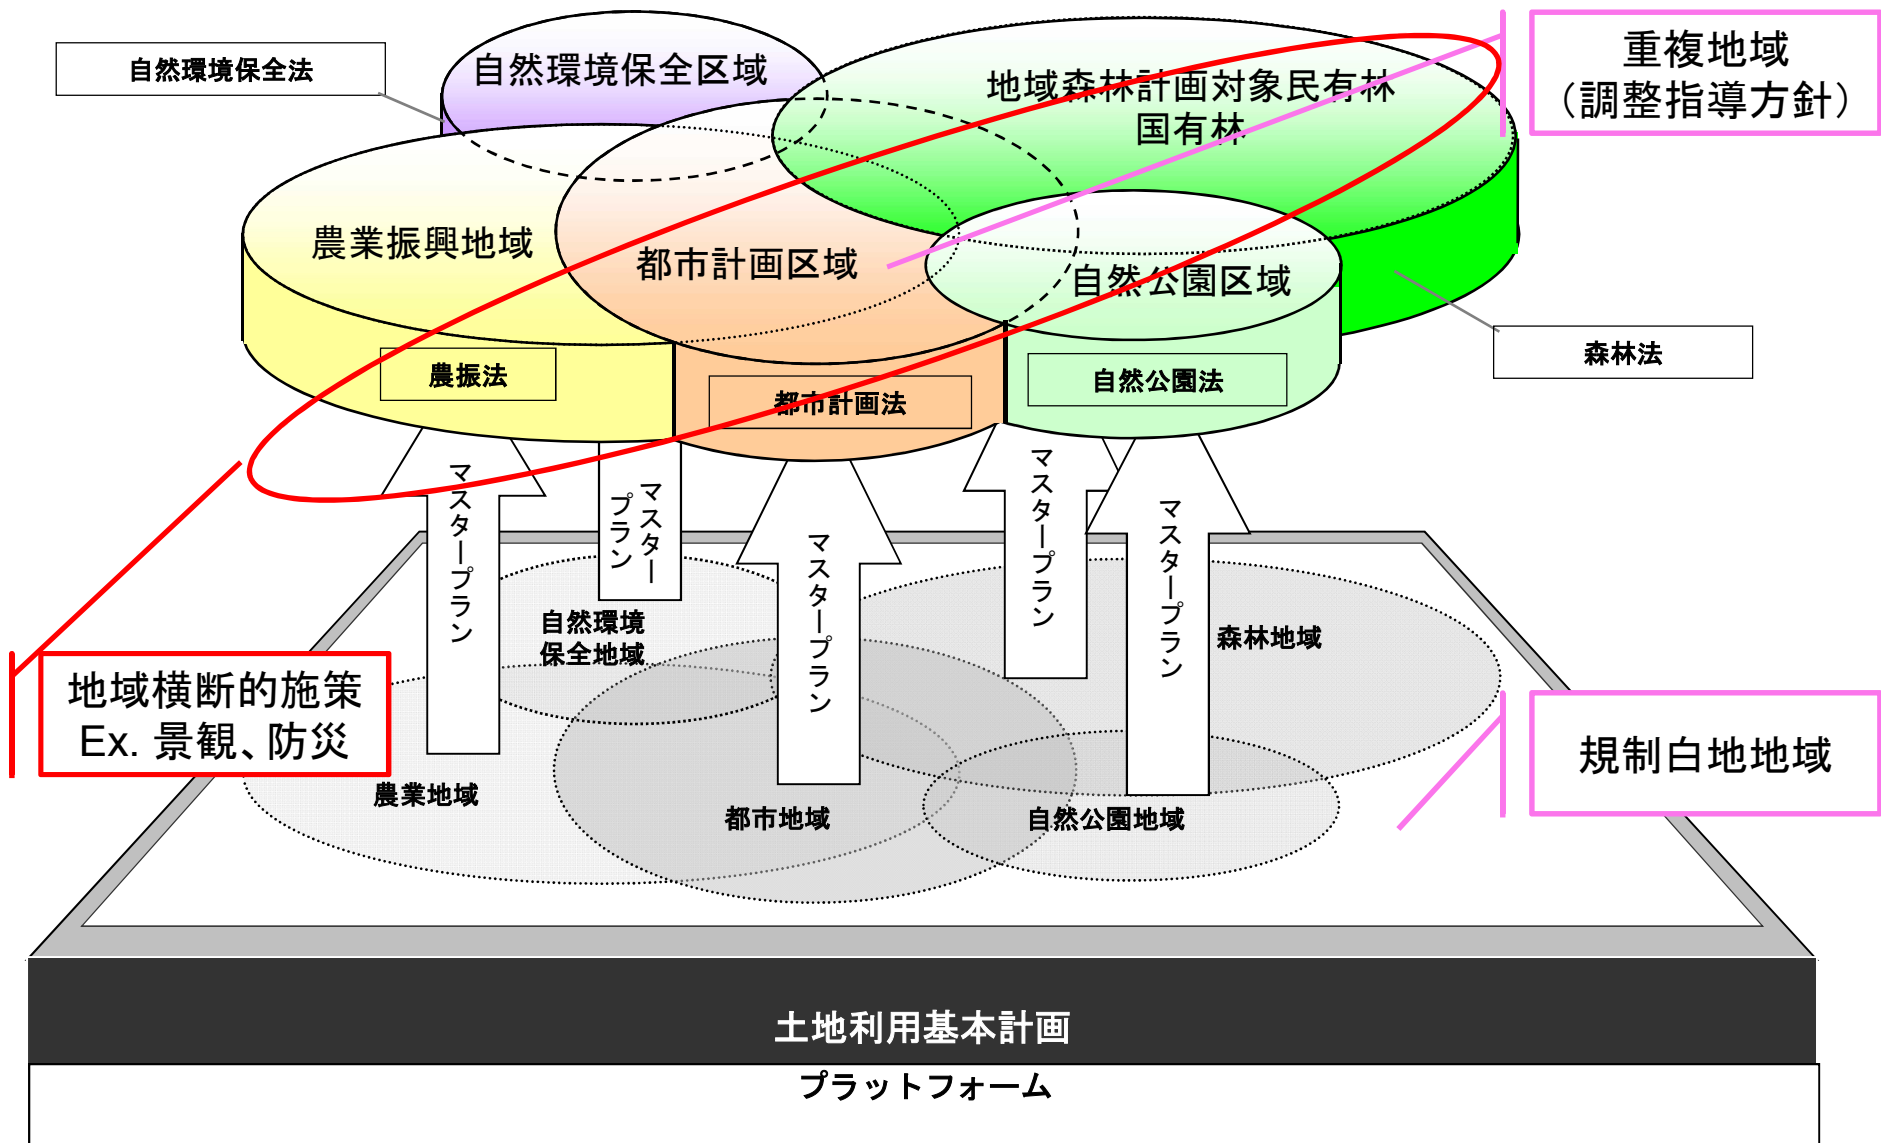 自然環境保全法
自然環境保全区域
地域森林計画対象民有林
国有林
重複地域
(調整指導方針)
農業振興地域
都市計画区域
自然公園区域
農振法
都市計画法
自然公園法
森林法
マスタープラン
マスター
プラン
マスタープラン
マスタープラン
マスタープラン
自然環境
保全地域
森林地域
地域横断的施策
Ex. 景観、防災
規制白地地域
農業地域
都市地域
自然公園地域
土地利用基本計画
プラットフォーム